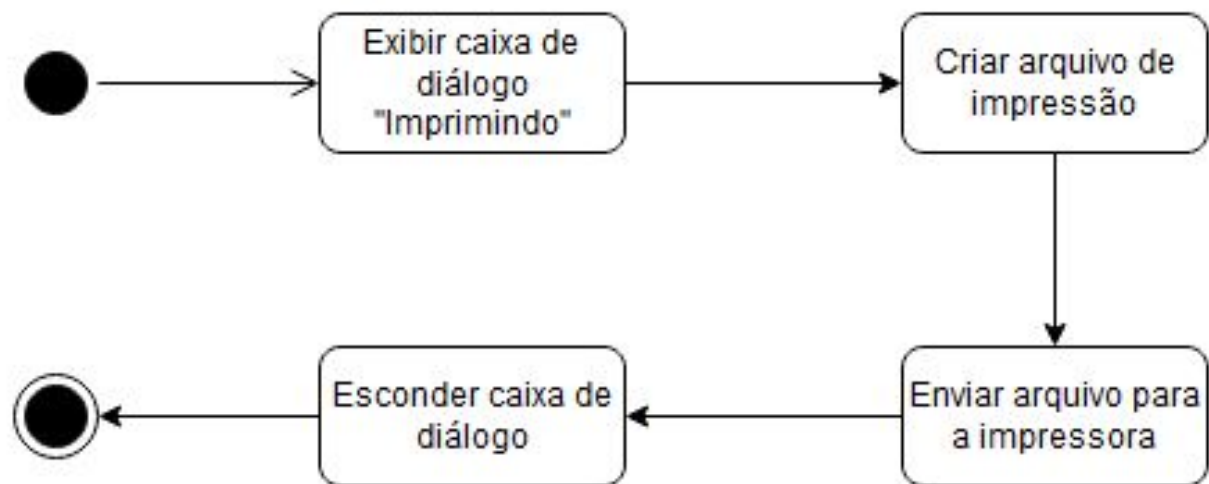 Exibir caixa de
diálogo
"Imprimindo"
Criar arquivo de
impressão
Enviar arquivo para
a impressora
Esconder caixa de
diálogo